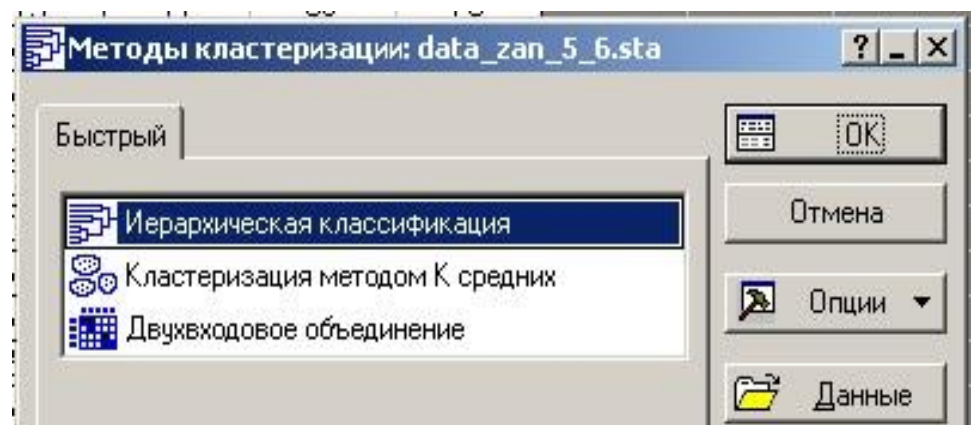 Методы кластеризации: data_zan_5_6.sta
Быстрый
OK
Иерархическая классификация
Отмена
Кластеризация методом К средних
Опции
Двухвходовое объединение
Данные